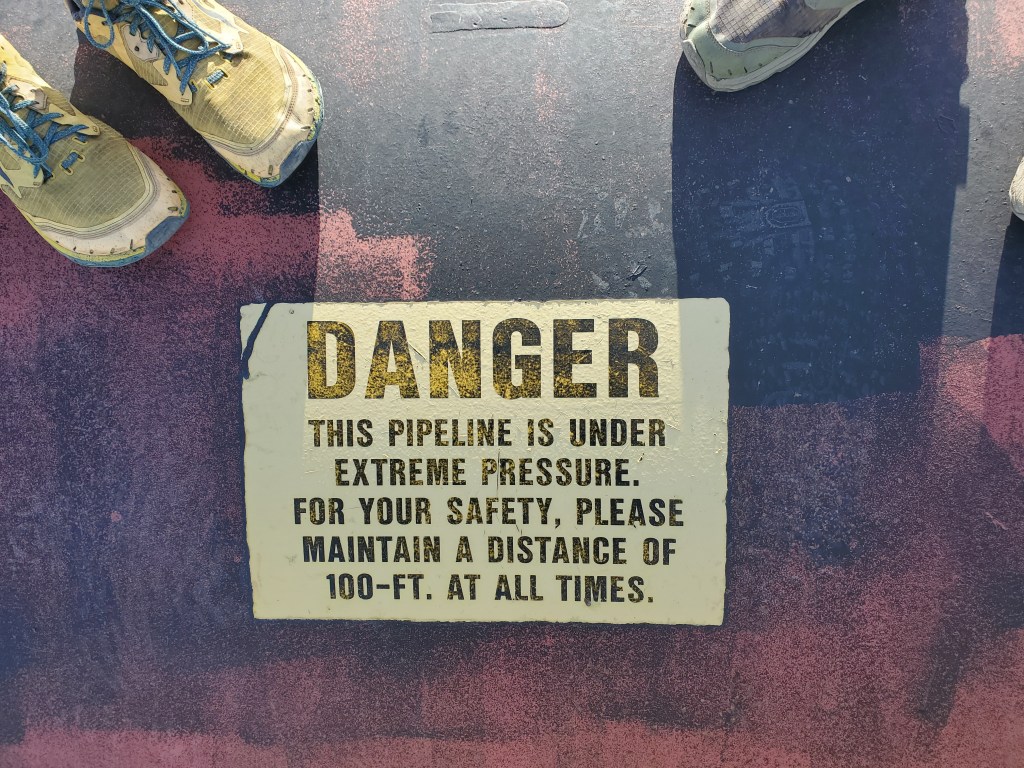 DANGER
THIS PIPELINE IS UNDER
EXTREME PRESSURE.
FOR YOUR SAFETY, PLEASE
MAINTAIN A DISTANCE OF
100-FT. AT ALL TIMES.